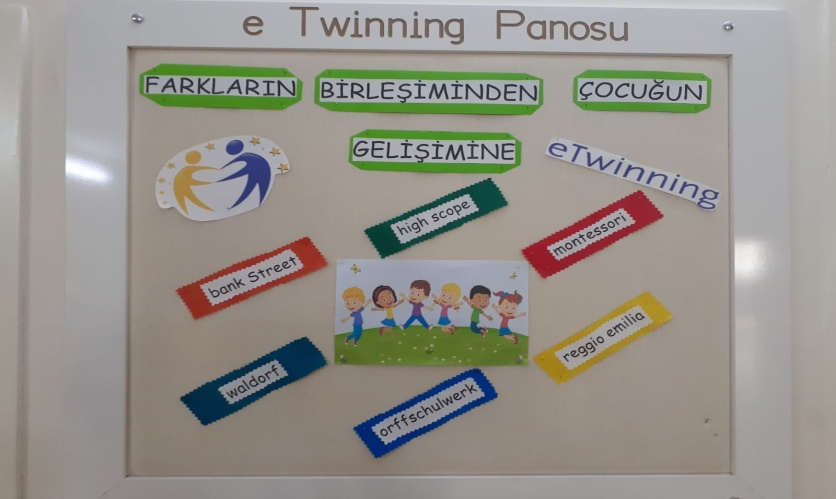 e Twinning Panosu
FARKLARIN BİRLEŞİMİNDEN ÇOCUĞUN
GELİŞİMİNE
eTwinning
high scope
montessori
bank Street
reggio emilia
waldorf
orffschulwerk